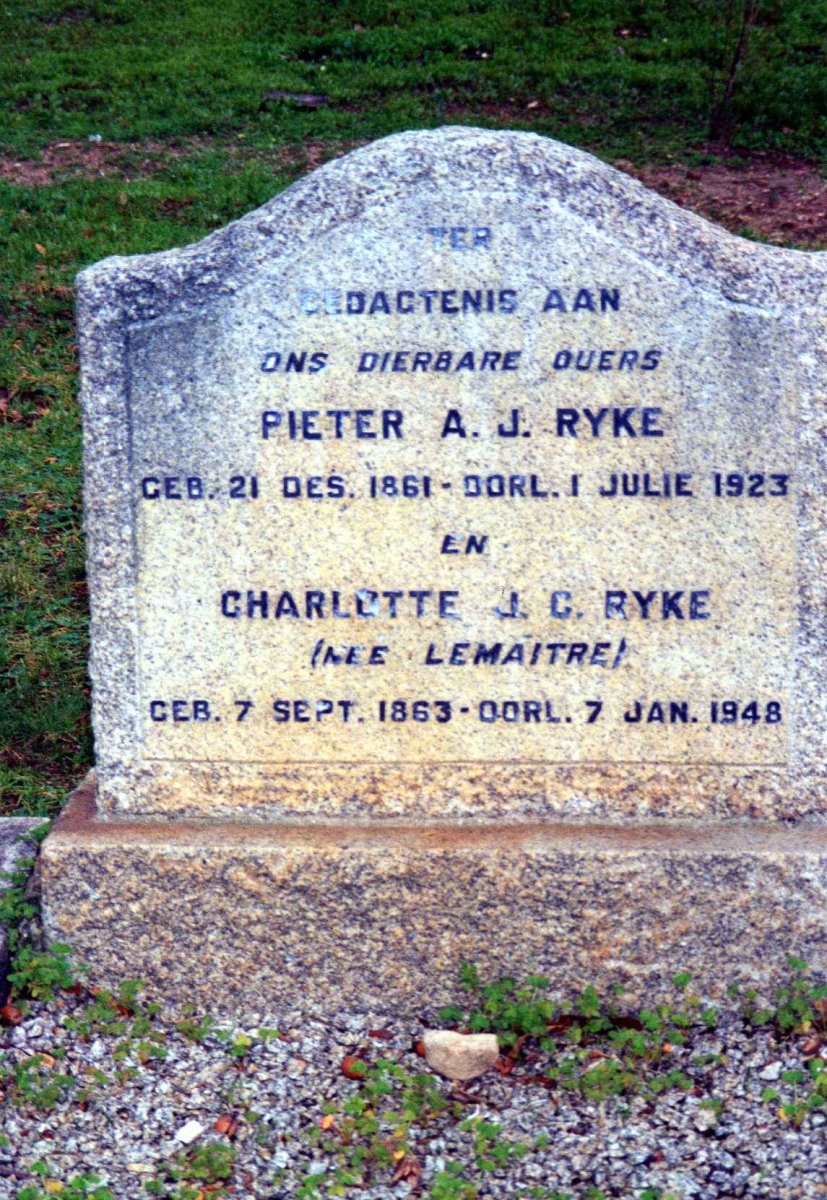 TER
GEDACTENIS AAN
ONS DIERBARE OUERS
PIETER A. J. RYKE
GEB. 21 DES. 1861 - OORL. 1 JULIE 1923
EN
CHARLOTTE J. C. RYKE
(NEE LEMAITRE)
GEB. 7 SEPT. 1863 - OORL. 7 JAN. 1948